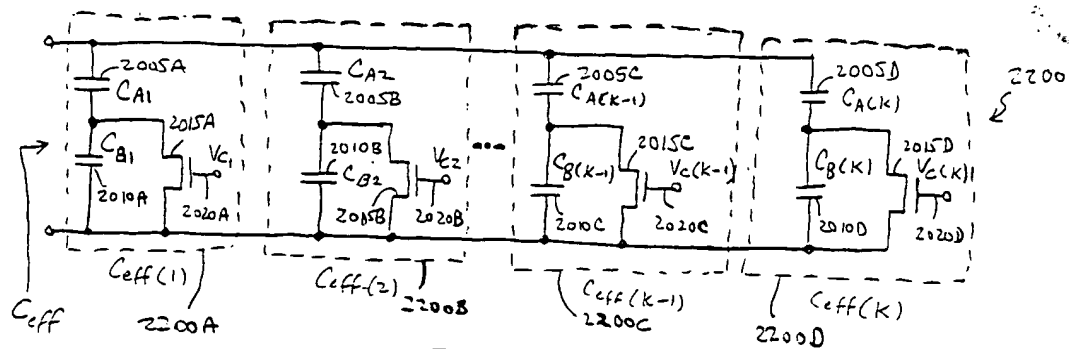 2005A
CA1
CB1
2010A
2015A
VC1
2020A
Ceff(1)
2200A
Ceff
CA2
2005B
2010B
CB2
2005B
VC2
2020B
Ceff(2)
2200B
2005C
CA(K-1)
2015C
CB(K-1)
VC(K-1)
2010C
2020C
Ceff(K-1)
2200C
2005D
CA(K)
2015D
CB(K)
VC(K)
2010D
2020D
Ceff(K)
2200D
2200